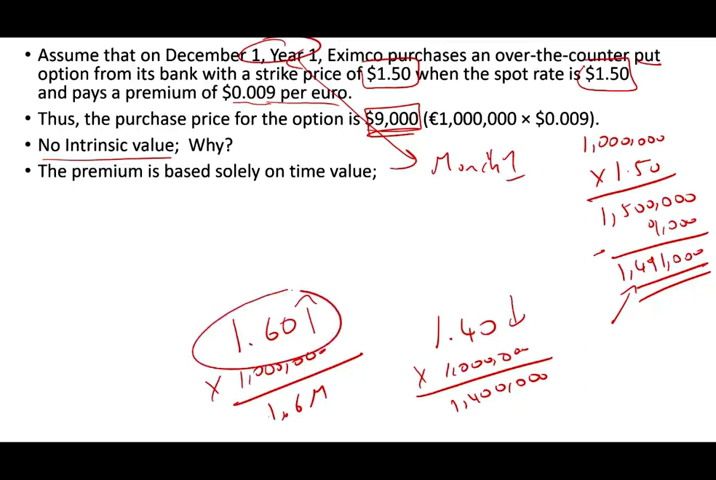 • Assume that on December 1, Year 1, Eximco purchases an over-the-counter put
option from its bank with a strike price of $1.50 when the spot rate is $1.50
and pays a premium of $0.009 per euro.
• Thus, the purchase price for the option is $9,000 (€1,000,000 × $0.009).
• No Intrinsic value;  Why?
• The premium is based solely on time value;
March 1
1,000,000
× 1.50
1,500,000
9,000
-
1,491,000
1.60↑
× 1,000,000
1.6M
1.40↓
× 1,000,000
1,400,000